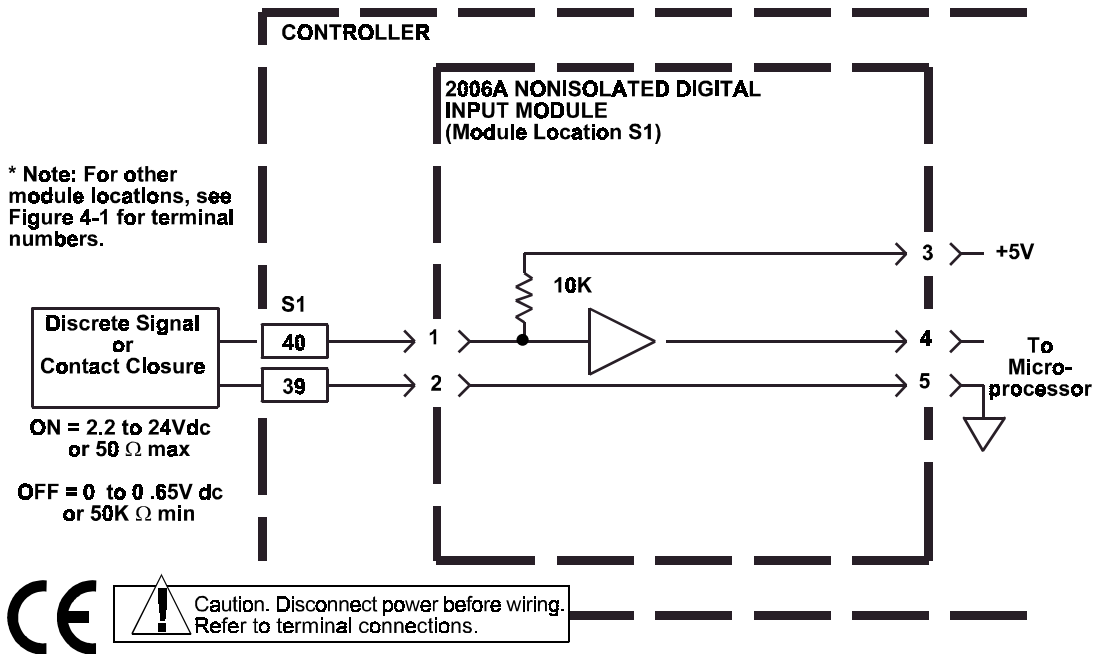 CONTROLLER
2006A NONISOLATED DIGITAL
INPUT MODULE
(Module Location S1)
* Note: For other
module locations, see
Figure 4-1 for terminal
numbers.
3
+5V
10K
S1
Discrete Signal
or
Contact Closure
40
1
4
39
2
5
To
Micro-
processor
ON = 2.2 to 24Vdc
or 50 Ω max
OFF = 0 to 0 .65V dc
or 50K Ω min
CE
!
Caution. Disconnect power before wiring.
Refer to terminal connections.